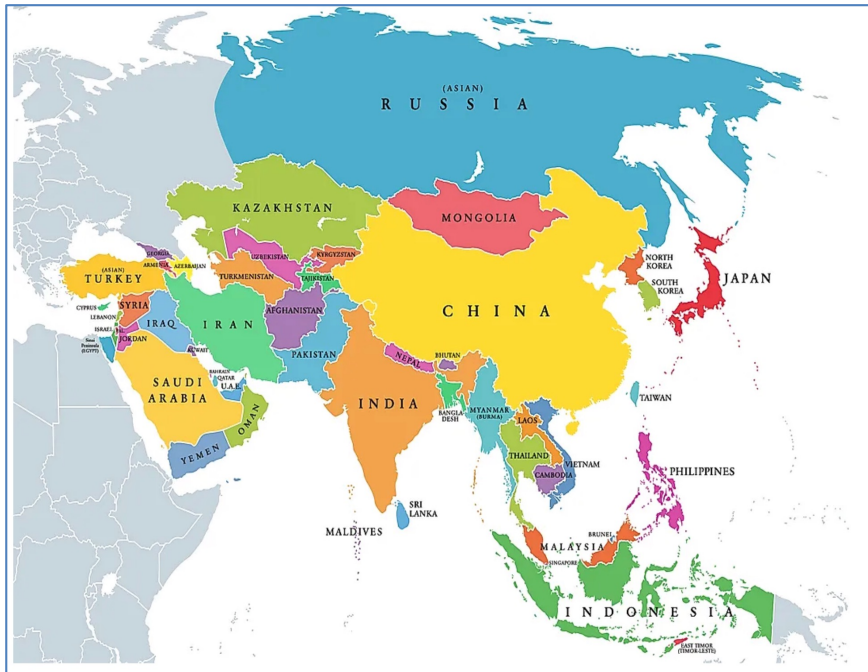 (ASIAN)
RUSSIA
KAZAKHSTAN
MONGOLIA
GEORGIA
ARMENIA
AZERBAIJAN
UZBEKISTAN
KYRGYZSTAN
TURKMENISTAN
TAJIKISTAN
(ASIAN)
TURKEY
NORTH
KOREA
SOUTH
KOREA
JAPAN
CYPRUS
SYRIA
LEBANON
ISRAEL
JORDAN
IRAQ
IRAN
AFGHANISTAN
CHINA
Sinai
Peninsula
(EGYPT)
KUWAIT
PAKISTAN
NEPAL
BHUTAN
BAHRAIN
QATAR
U.A.E.
SAUDI
ARABIA
OMAN
YEMEN
INDIA
BANGLA
DESH
MYANMAR
(BURMA)
LAOS
TAIWAN
THAILAND
VIETNAM
CAMBODIA
PHILIPPINES
SRI
LANKA
MALDIVES
BRUNEI
MALAYSIA
SINGAPORE
INDONESIA
EAST TIMOR
(TIMOR-LESTE)